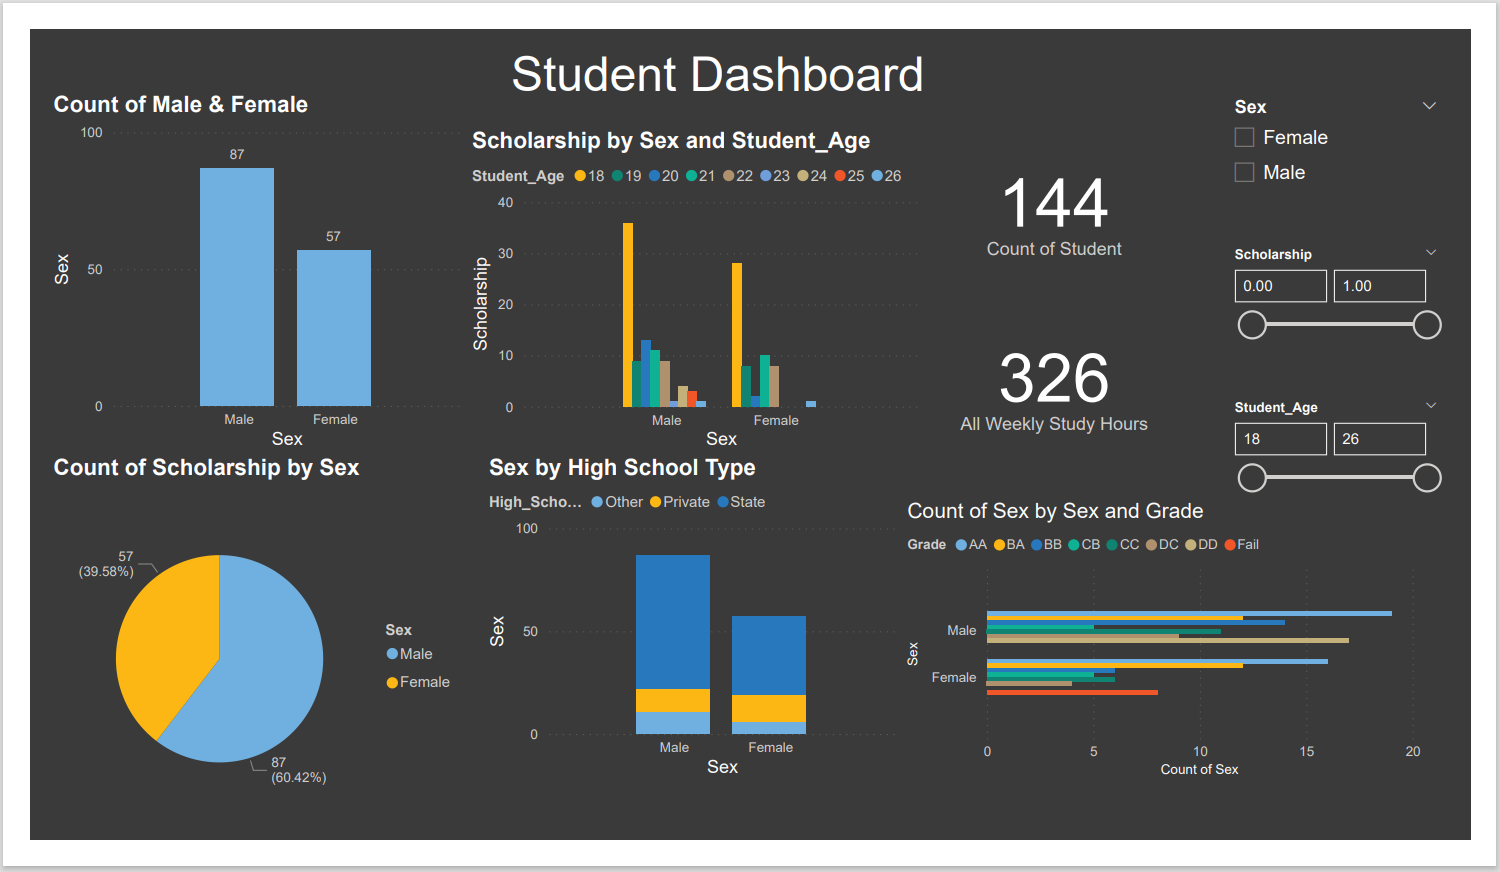 Student Dashboard
Count of Male & Female
100
50
0
87
57
Sex
Male
Female
Sex
Scholarship by Sex and Student_Age
Student_Age 18 19 20 21 22 23 24 25 26
40
30
20
10
0
Scholarship
Male
Female
Sex
144
Count of Student
326
All Weekly Study Hours
Sex
Female
Male
Scholarship
0.00 1.00
Student_Age
18 26
Count of Scholarship by Sex
57
(39.58%)
87
(60.42%)
Sex
Male
Female
Sex by High School Type
High_Scho... Other Private State
100
50
0
Sex
Male
Female
Sex
Count of Sex by Sex and Grade
Grade AA BA BB CB CC DC DD Fail
Sex
Male
Female
0 5 10 15 20
Count of Sex